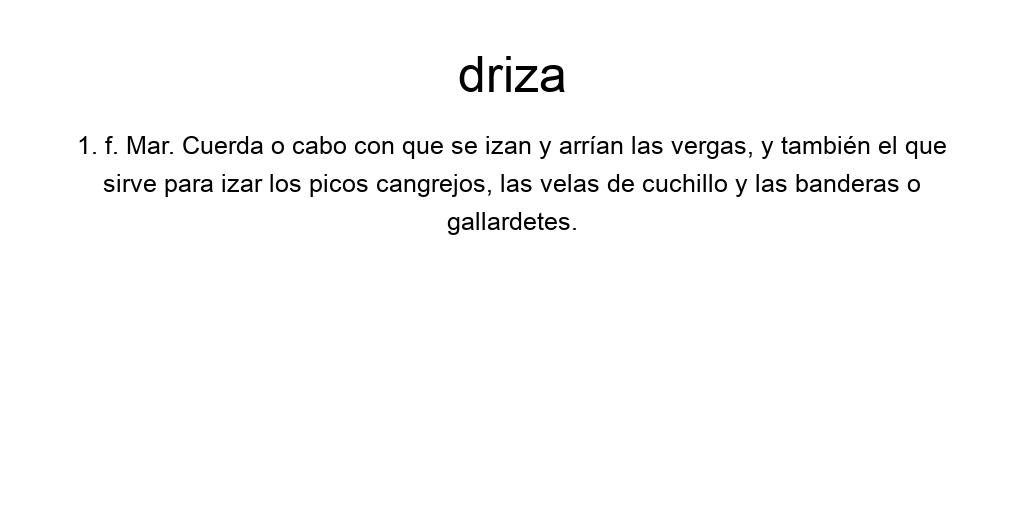 driza
1. f. Mar. Cuerda o cabo con que se izan y arrían las vergas, y también el que
sirve para izar los picos cangrejos, las velas de cuchillo y las banderas o
gallardetes.